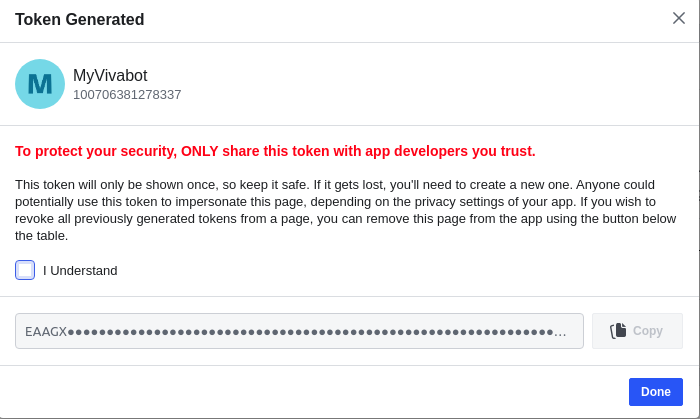 Token Generated
M
MyVivabot
100706381278337
To protect your security, ONLY share this token with app developers you trust.
This token will only be shown once, so keep it safe. If it gets lost, you'll need to create a new one. Anyone could
potentially use this token to impersonate this page, depending on the privacy settings of your app. If you wish to
revoke all previously generated tokens from a page, you can remove this page from the app using the button below
the table.
I Understand
EAAGX●●●●●●●●●●●●●●●●●●●●●●●●●●●●●●●●●●●●●●●●●●●●●●●●●●●●●●●●●●●●●●...
Copy
Done